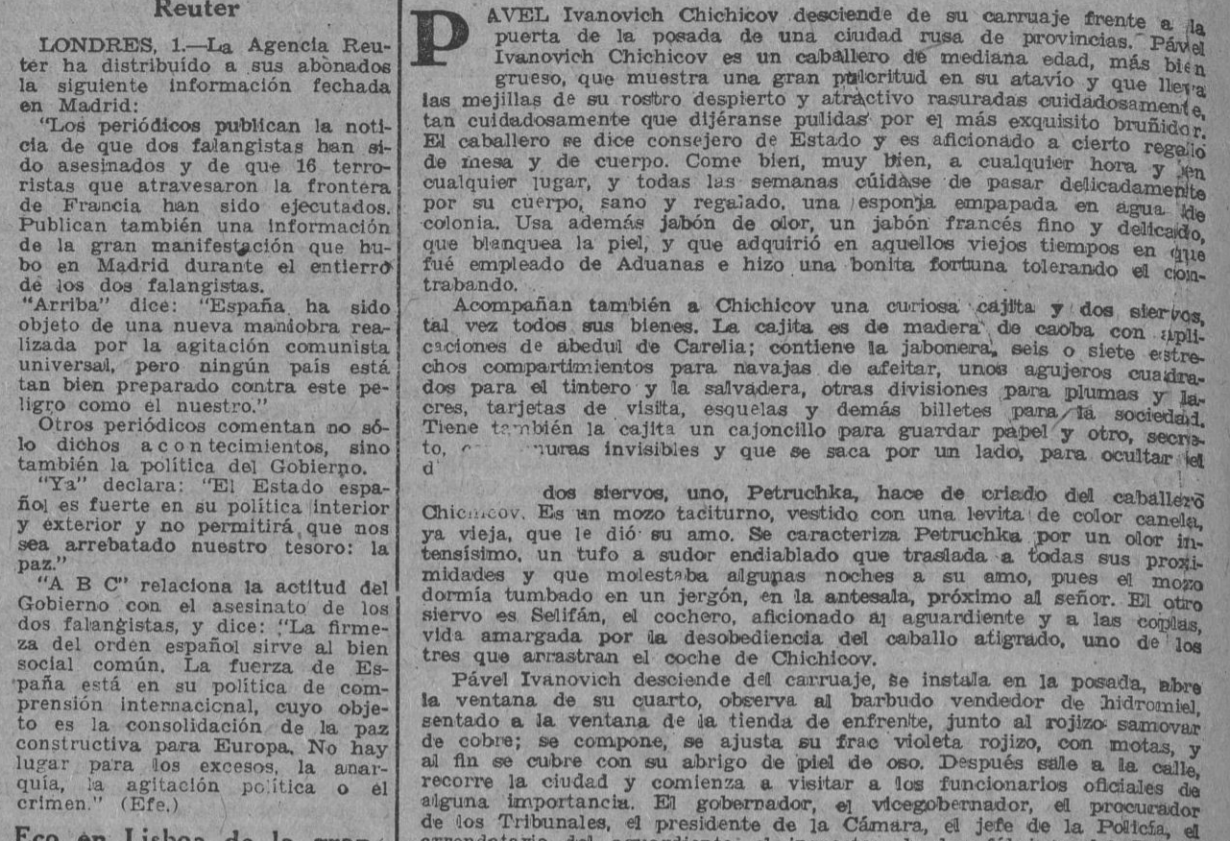 Reuter
LONDRES, 1.—La Agencia Reu-
ter ha distribuído a sus abonados
la siguiente información fechada
en Madrid:
"Los periódicos publican la noti-
cia de que dos falangistas han si-
do asesinados y de que 16 terro-
ristas que atravesaron la frontera
de Francia han sido ejecutados.
Publican también una información
de la gran manifestación que hu-
bo en Madrid durante el entierro
de los dos falangistas.
"Arriba" dice: "España ha sido
objeto de una nueva maniobra rea-
lizada por la agitación comunista
universal, pero ningún país está
tan bien preparado contra este pe-
ligro como el nuestro."
Otros periódicos comentan no só-
lo dichos acontecimientos, sino
también la política del Gobierno.
"Ya" declara: "El Estado espa-
ñol es fuerte en su política interior
y exterior y no permitirá que nos
sea arrebatado nuestro tesoro: la
paz."
"A B C" relaciona la actitud del
Gobierno con el asesinato de los
dos falangistas, y dice: "La firme-
za del orden español sirve al bien
social común. La fuerza de Es-
paña está en su política de com-
prensión internacional, cuyo obje-
to es la consolidación de la paz
constructiva para Europa. No hay
lugar para los excesos, la anar-
quía, la agitación política o el
crimen." (Efe.)
Eco en Lisboa de la
PAVEL Ivanovich Chichicov desciende de su carruaje frente a la
puerta de la posada de una ciudad rusa de provincias. Pável
Ivanovich Chichicov es un caballero de mediana edad, más bien
grueso, que muestra una gran pulcritud en su atavío y que lleva
las mejillas de su rostro despierto y atractivo rasuradas cuidadosamente,
tan cuidadosamente que dijéranse pulidas por el más exquisito bruñidor.
El caballero se dice consejero de Estado y es aficionado a cierto regalo
de mesa y de cuerpo. Come bien, muy bien, a cualquier hora y en
cualquier lugar, y todas las semanas cúidase de pasar delicadamente
por su cuerpo, sano y regalado, una esponja empapada en agua de
colonia. Usa además jabón de olor, un jabón francés fino y delicado,
que blanquea la piel, y que adquirió en aquellos viejos tiempos en que
fué empleado de Aduanas e hizo una bonita fortuna tolerando el con-
trabando.
Acompañan también a Chichicov una curiosa cajita y dos siervos,
tal vez todos sus bienes. La cajita es de madera de caoba con apli-
caciones de abedul de Carelia; contiene la jabonera, seis o siete estre-
chos compartimientos para navajas de afeitar, unos agujeros cuadra-
dos para el tintero y la salvadera, otras divisiones para plumas y la-
cres, tarjetas de visita, esquelas y demás billetes para la sociedad.
Tiene también la cajita un cajoncillo para guardar papel y otro, secre-
to, invisibles y que se saca por un lado, para ocultar el
dos siervos, uno, Petruchka, hace de criado del caballero
Chichicov. Es un mozo taciturno, vestido con una levita de color canela,
ya vieja, que le dió su amo. Se caracteriza Petruchka por un olor in-
tensísimo, un tufo a sudor endiablado que traslada a todas sus proxi-
midades y que molestaba algunas noches a su amo, pues el mozo
dormía tumbado en un jergón, en la antesala, próximo al señor. El otro
siervo es Selifán, el cochero, aficionado al aguardiente y a las coplas,
vida amargada por la desobediencia del caballo atigrado, uno de los
tres que arrastran el coche de Chichicov.
Pável Ivanovich desciende del carruaje, se instala en la posada, abre
la ventana de su cuarto, observa al barbudo vendedor de hidromiel,
sentado a la ventana de la tienda de enfrente, junto al rojizo samovar
de cobre; se compone, se ajusta su frac violeta rojizo, con motas, y
al fin se cubre con su abrigo de piel de oso. Después sale a la calle,
recorre la ciudad y comienza a visitar a los funcionarios oficiales de
alguna importancia. El gobernador, el vicegobernador, el procurador
de los Tribunales, el presidente de la Cámara, el jefe de la Policía, el